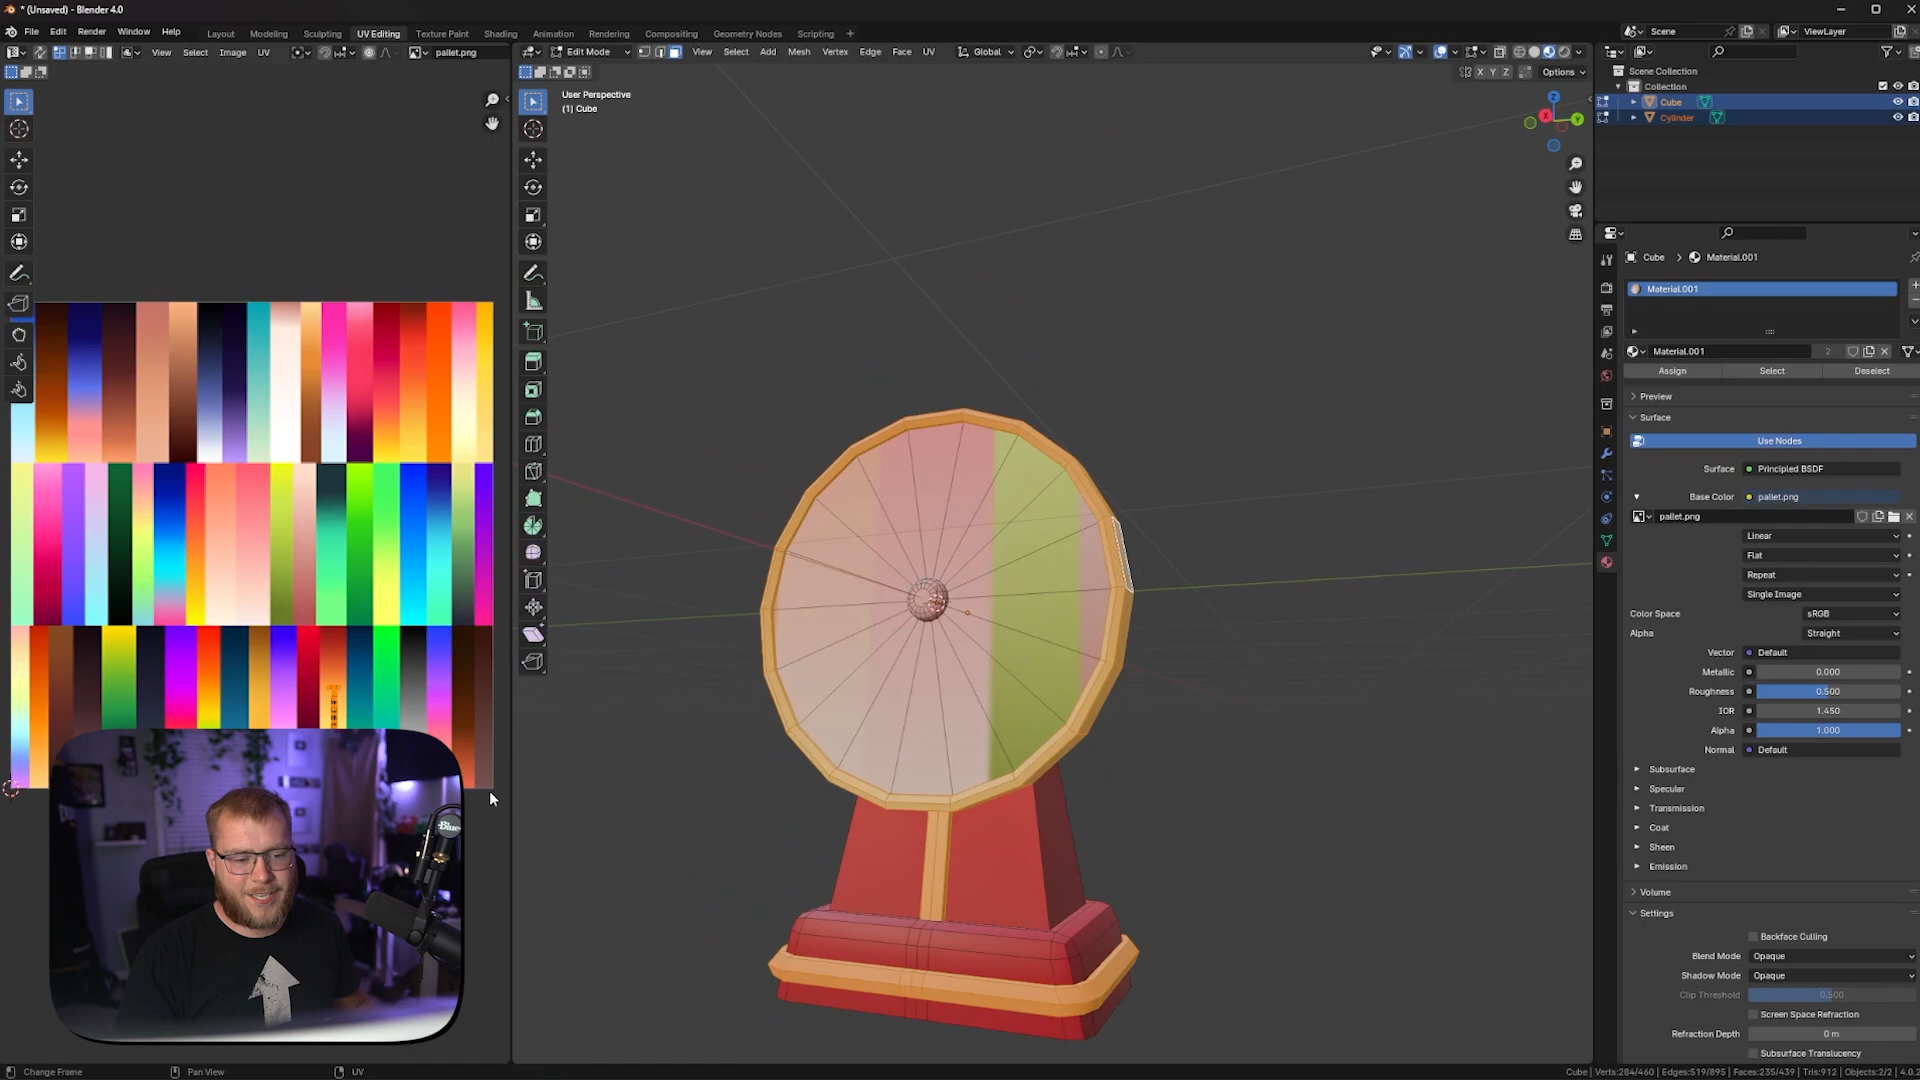 * (Unsaved) - Blender 4.0
File Edit Render Window Help
Layout Modeling Sculpting UV Editing Texture Paint Shading Animation Rendering Compositing Geometry Nodes Scripting +
Scene
ViewLayer
View Select Image UV pallet.png
Edit Mode View Select Add Mesh Vertex Edge Face UV Global
X Y Z Options
User Perspective
(1) Cube
Z
X
Y
Scene Collection
Collection
Cube
Cylinder
Cube > Material.001
Material.001
Material.001 2
Assign Select Deselect
Preview
Surface
Use Nodes
Surface Principled BSDF
Base Color pallet.png
pallet.png
Linear
Flat
Repeat
Single Image
Color Space sRGB
Alpha Straight
Vector Default
Metallic 0.000
Roughness 0.500
IOR 1.450
Alpha 1.000
Normal Default
Subsurface
Specular
Transmission
Coat
Sheen
Emission
Volume
Settings
Backface Culling
Blend Mode Opaque
Shadow Mode Opaque
Clip Threshold 0.500
Screen Space Refraction
Refraction Depth 0 m
Subsurface Translucency
Blue
Change Frame Pan View UV
Cube | Verts:284/460 | Edges:519/895 | Faces:235/439 | Tris:912 | Objects:2/2 | 4.0.2